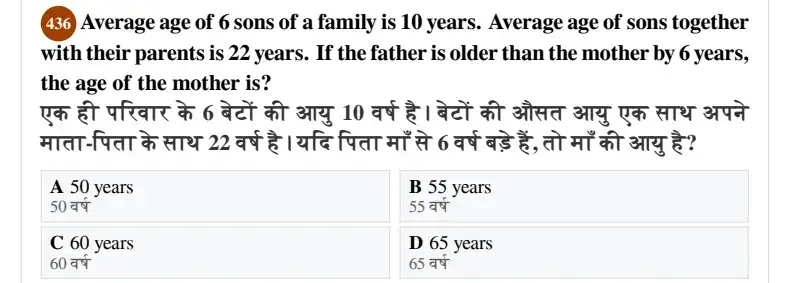 436 Average age of 6 sons of a family is 10 years. Average age of sons together
with their parents is 22 years. If the father is older than the mother by 6 years,
the age of the mother is?
एक ही परिवार के 6 बेटों की आयु 10 वर्ष है। बेटों की औसत आयु एक साथ अपने
माता-पिता के साथ 22 वर्ष है। यदि पिता माँ से 6 वर्ष बड़े हैं, तो माँ की आयु है?
A 50 years
50 वर्ष
B 55 years
55 वर्ष
C 60 years
60 वर्ष
D 65 years
65 वर्ष